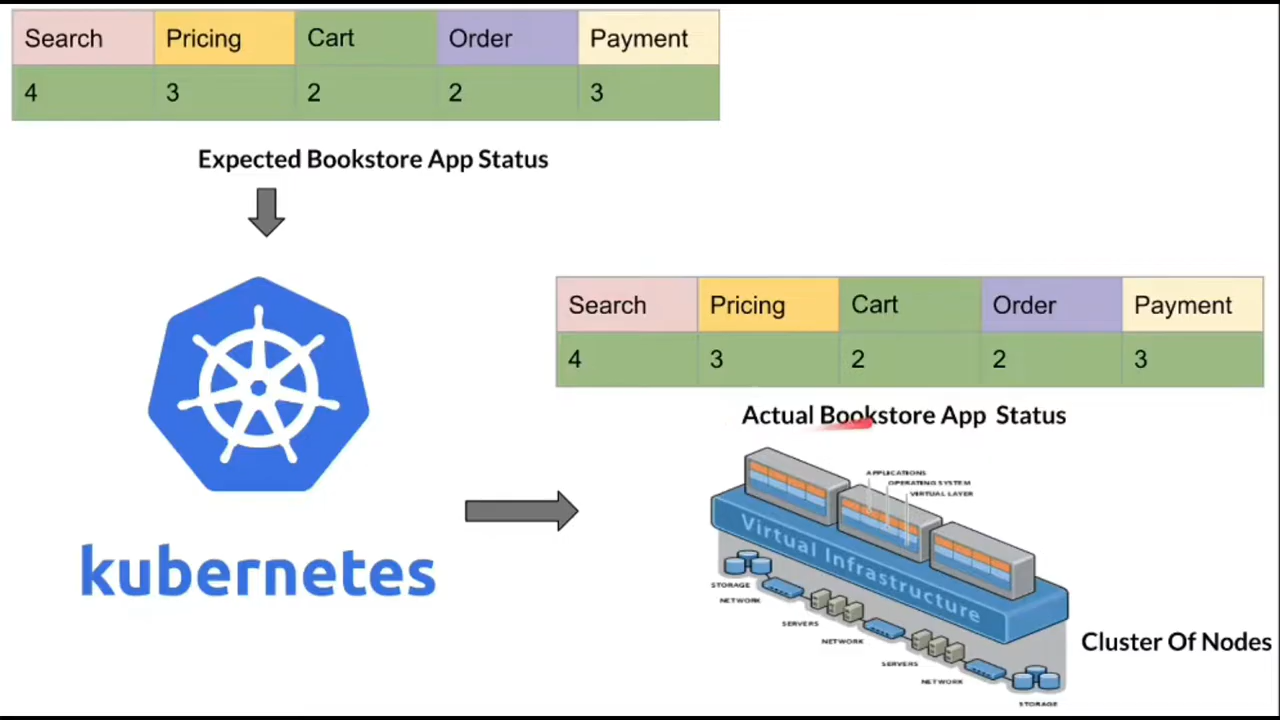 Search Pricing Cart Order Payment
4 3 2 2 3
Expected Bookstore App Status
kubernetes
Search Pricing Cart Order Payment
4 3 2 2 3
Actual Bookstore App Status
APPLICATIONS
OPERATING SYSTEM
VIRTUAL LAYER
Virtual Infrastructure
STORAGE
NETWORK
SERVERS
NETWORK
SERVERS
NETWORK
STORAGE
Cluster Of Nodes